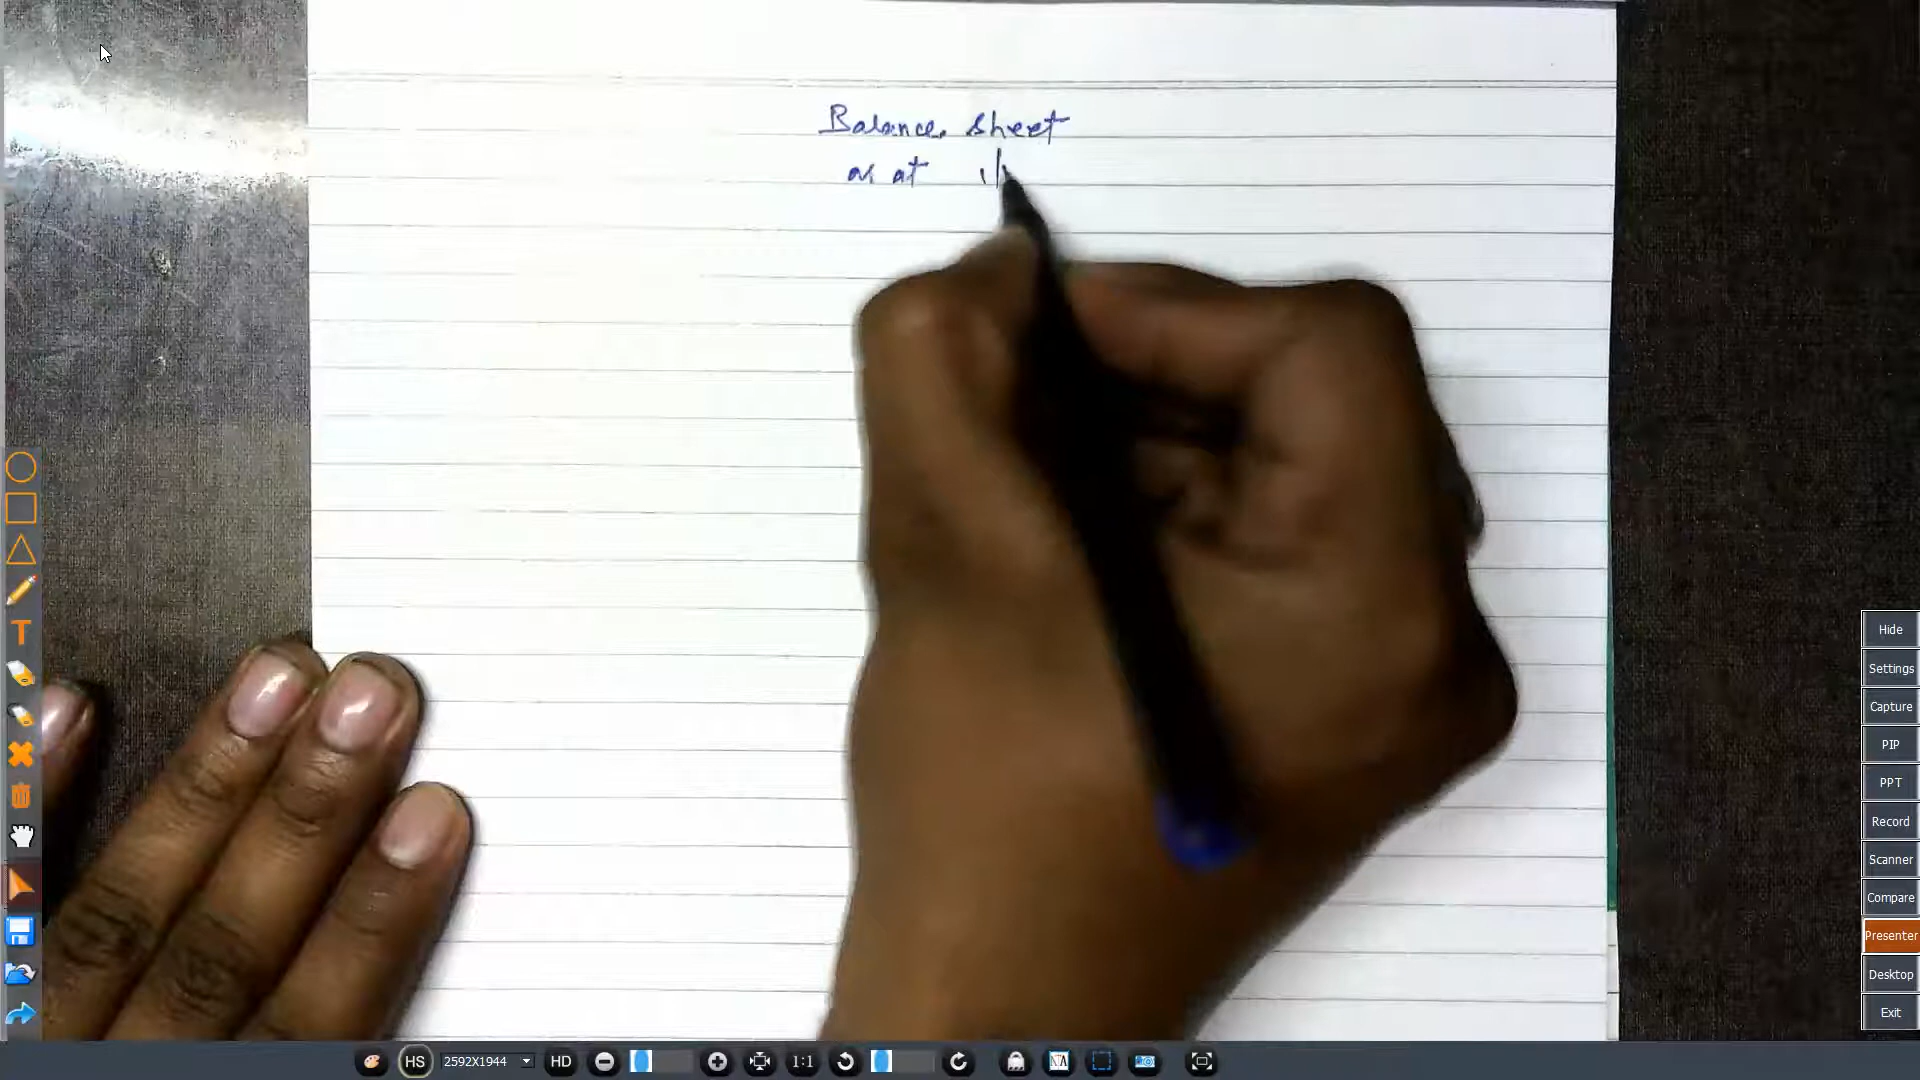 Balance sheet
as at 1/
Hide
Settings
Capture
PIP
PPT
Record
Scanner
Compare
Presenter
Desktop
Exit
T
HS 2592X1944 HD 1:1